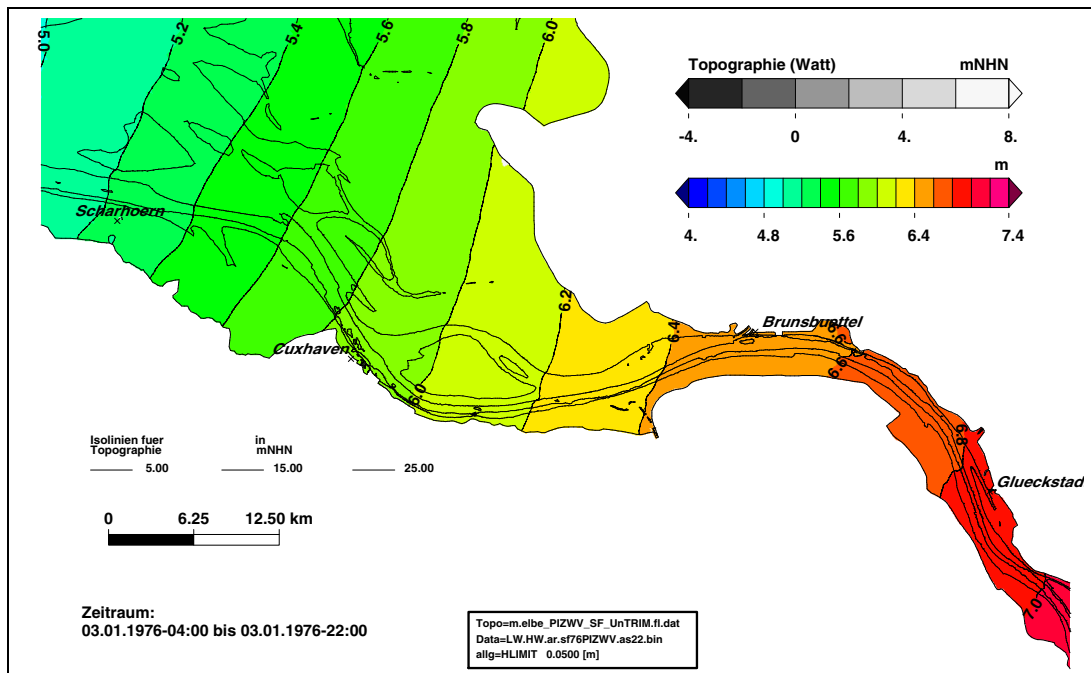 5.0
5.2
5.4
5.6
5.8
6.0
Topographie (Watt) mNHN
-4. 0 4. 8.
m
4. 4.8 5.6 6.4 7.4
Scharhoern
6.2
6.4
Brunsbuettel
6.6
6.6
Cuxhaven
6.0
6.8
Glueckstad
7.0
Isolinien fuer in
Topographie mNHN
5.00 15.00 25.00
0 6.25 12.50 km
Zeitraum:
03.01.1976-04:00 bis 03.01.1976-22:00
Topo=m.elbe_PIZWV_SF_UnTRIM.fl.dat
Data=LW.HW.ar.sf76PIZWV.as22.bin
allg=HLIMIT 0.0500 [m]